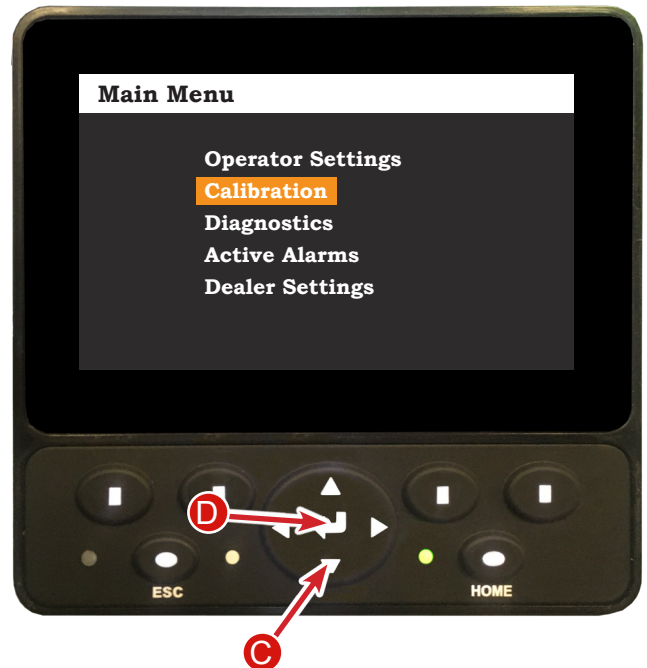 Main Menu
Operator Settings
Calibration
Diagnostics
Active Alarms
Dealer Settings
D
ESC
HOME
C